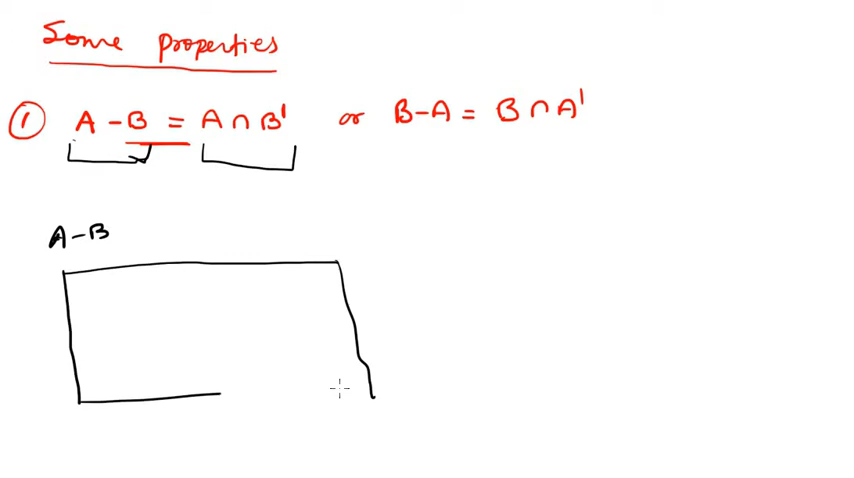 Some properties
① A - B = A ∩ B' or B - A = B ∩ A'
A - B